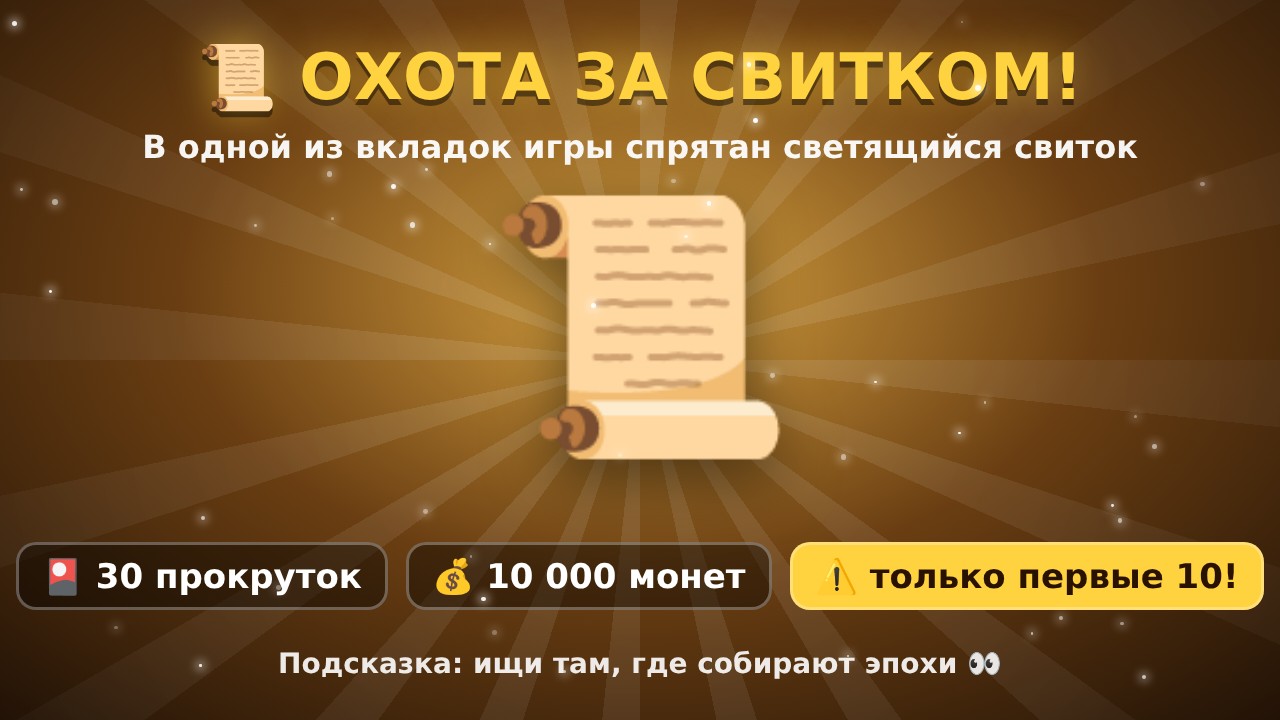 📜 ОХОТА ЗА СВИТКОМ!
В одной из вкладок игры спрятан светящийся свиток
🎴 30 прокруток
💰 10 000 монет
⚠️ только первые 10!
Подсказка: ищи там, где собирают эпохи 👀